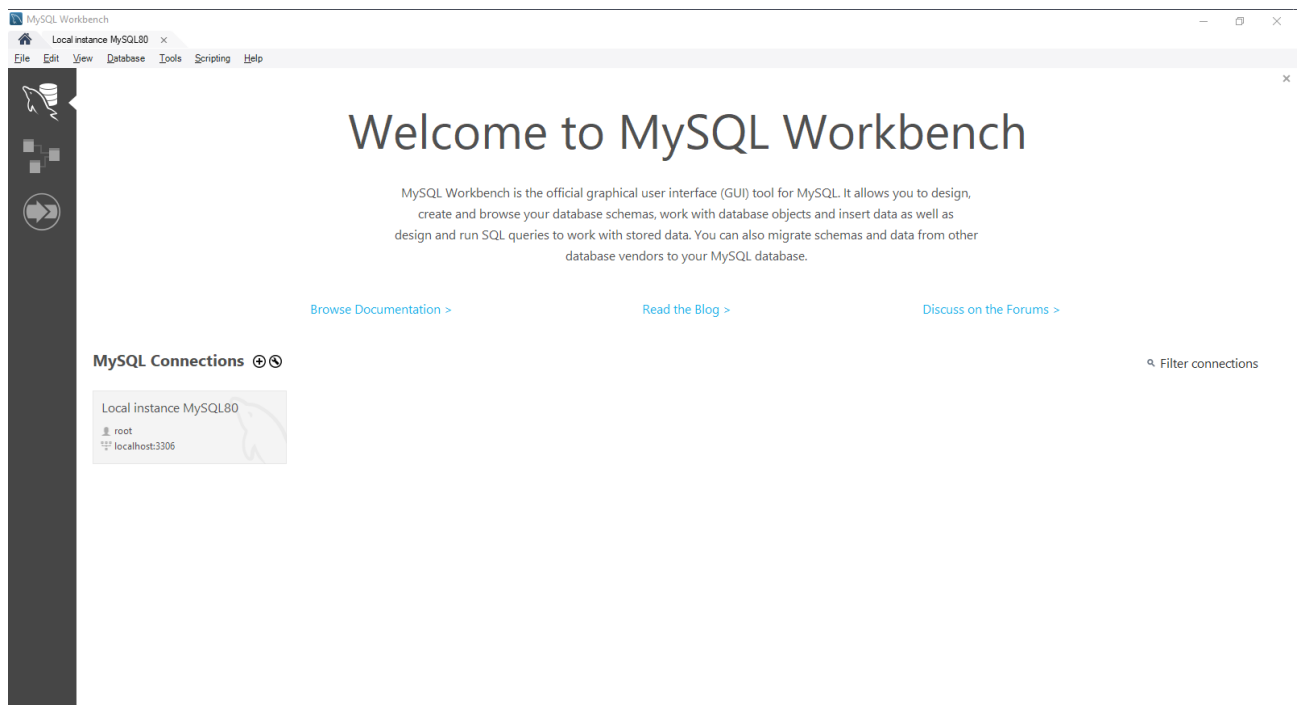 MySQL Workbench
Local instance MySQL80
File Edit View Database Tools Scripting Help
Welcome to MySQL Workbench
MySQL Workbench is the official graphical user interface (GUI) tool for MySQL. It allows you to design,
create and browse your database schemas, work with database objects and insert data as well as
design and run SQL queries to work with stored data. You can also migrate schemas and data from other
database vendors to your MySQL database.
Browse Documentation > Read the Blog > Discuss on the Forums >
MySQL Connections Filter connections
Local instance MySQL80
root
localhost:3306